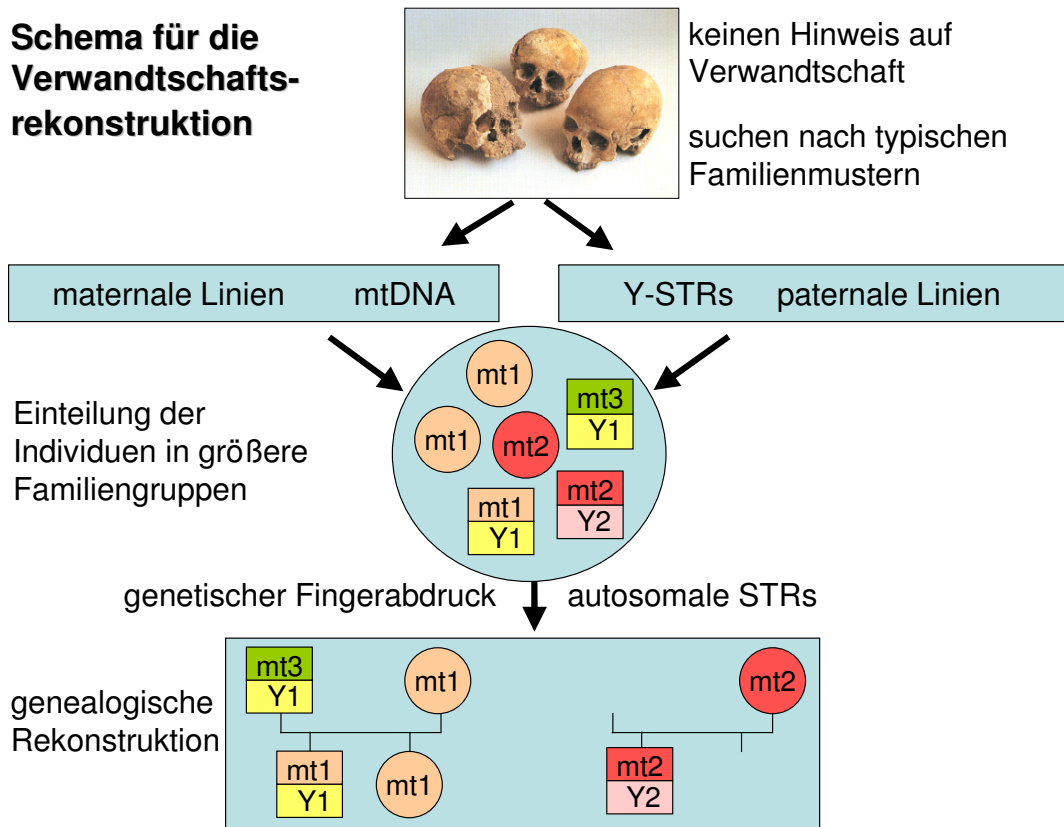 Schema für die
Verwandtschafts-
rekonstruktion
keinen Hinweis auf
Verwandtschaft
suchen nach typischen
Familienmustern
maternale Linien mtDNA
Y-STRs paternale Linien
Einteilung der
Individuen in größere
Familiengruppen
mt1
mt3
Y1
mt1
mt2
mt1
Y1
mt2
Y2
genetischer Fingerabdruck
autosomale STRs
genealogische
Rekonstruktion
mt3
Y1
mt1
mt2
mt1
Y1
mt1
mt2
Y2